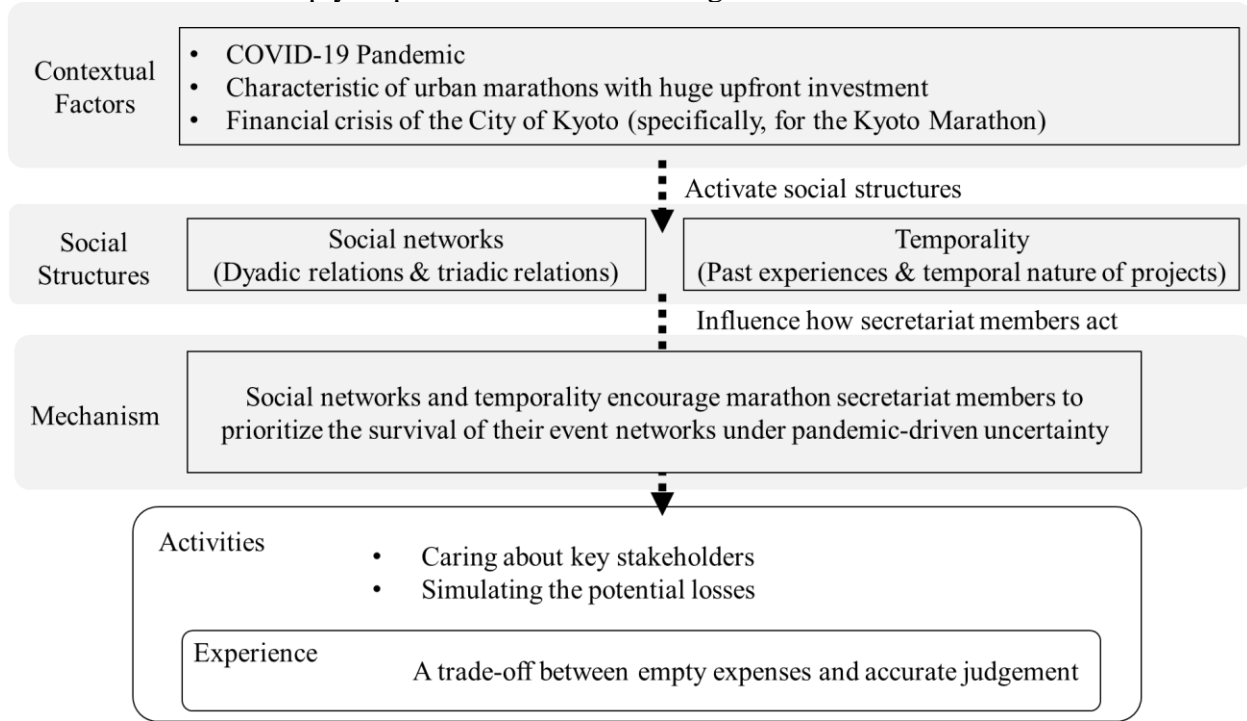 Contextual
Factors
• COVID-19 Pandemic
• Characteristic of urban marathons with huge upfront investment
• Financial crisis of the City of Kyoto (specifically, for the Kyoto Marathon)
Activate social structures
Social
Structures
Social networks
(Dyadic relations & triadic relations)
Temporality
(Past experiences & temporal nature of projects)
Influence how secretariat members act
Mechanism
Social networks and temporality encourage marathon secretariat members to
prioritize the survival of their event networks under pandemic-driven uncertainty
Activities
• Caring about key stakeholders
• Simulating the potential losses
Experience
A trade-off between empty expenses and accurate judgement